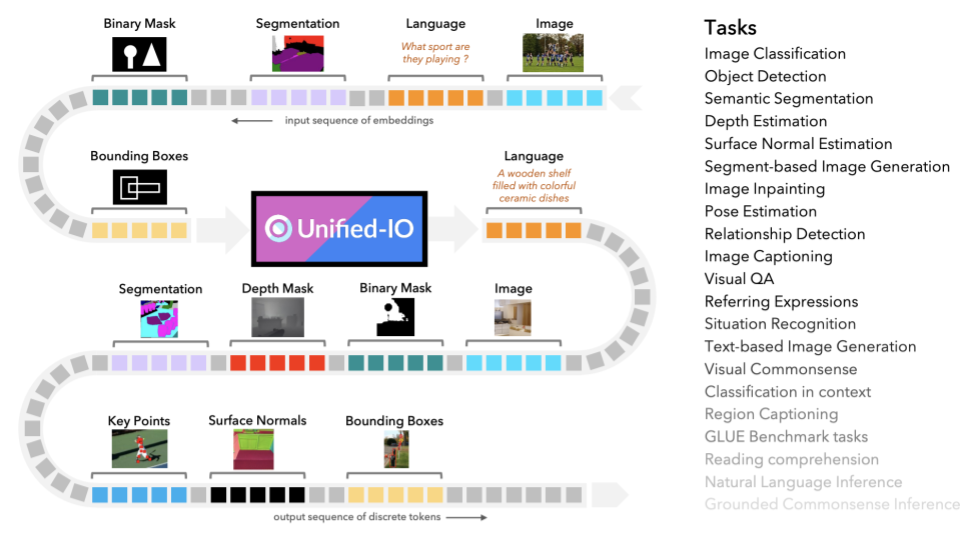 Binary Mask
Segmentation
Language
Image
What sport are
they playing ?
input sequence of embeddings
Bounding Boxes
Unified-IO
Language
A wooden shelf
filled with colorful
ceramic dishes
Segmentation
Depth Mask
Binary Mask
Image
Key Points
Surface Normals
Bounding Boxes
output sequence of discrete tokens
Tasks
Image Classification
Object Detection
Semantic Segmentation
Depth Estimation
Surface Normal Estimation
Segment-based Image Generation
Image Inpainting
Pose Estimation
Relationship Detection
Image Captioning
Visual QA
Referring Expressions
Situation Recognition
Text-based Image Generation
Visual Commonsense
Classification in context
Region Captioning
GLUE Benchmark tasks
Reading comprehension
Natural Language Inference
Grounded Commonsense Inference